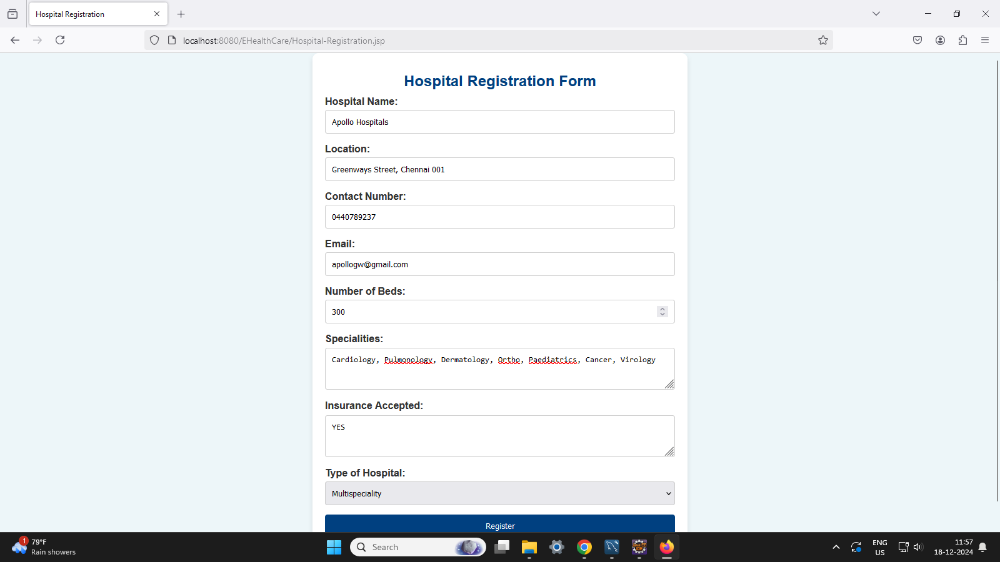 Hospital Registration
localhost:8080/EHealthCare/Hospital-Registration.jsp
Hospital Registration Form
Hospital Name:
Apollo Hospitals
Location:
Greenways Street, Chennai 001
Contact Number:
0440789237
Email:
apollogw@gmail.com
Number of Beds:
300
Specialities:
Cardiology, Pulmonology, Dermatology, Ortho, Paediatrics, Cancer, Virology
Insurance Accepted:
YES
Type of Hospital:
Multispeciality
Register
1
79°F
Rain showers
Search
Java EE
IDE
ENG
US
11:57
18-12-2024